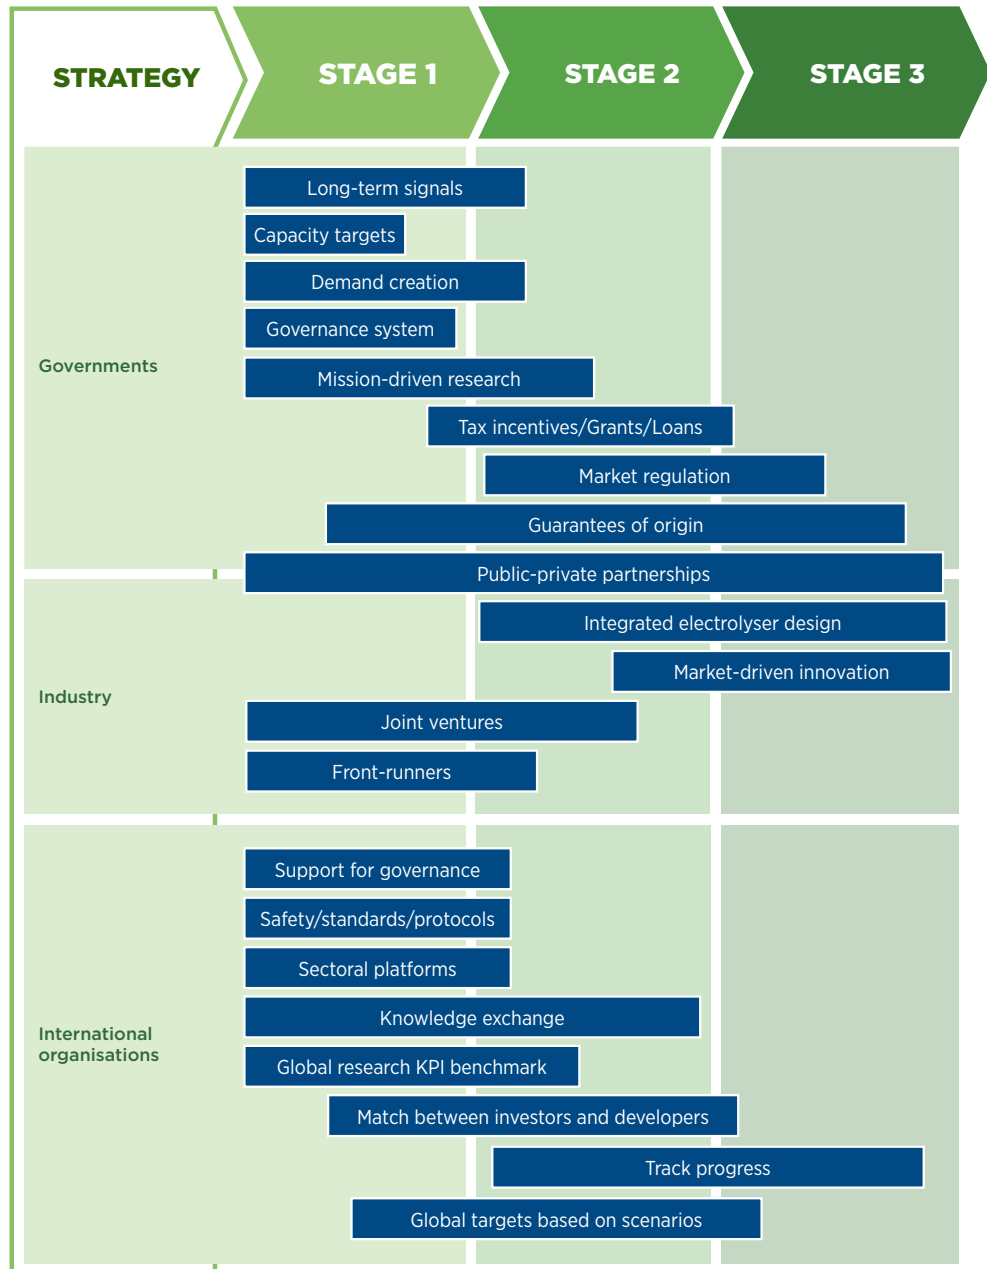 STRATEGY
STAGE 1
STAGE 2
STAGE 3
Governments
Long-term signals
Capacity targets
Demand creation
Governance system
Mission-driven research
Tax incentives/Grants/Loans
Market regulation
Guarantees of origin
Public-private partnerships
Industry
Integrated electrolyser design
Market-driven innovation
Joint ventures
Front-runners
International
organisations
Support for governance
Safety/standards/protocols
Sectoral platforms
Knowledge exchange
Global research KPI benchmark
Match between investors and developers
Track progress
Global targets based on scenarios